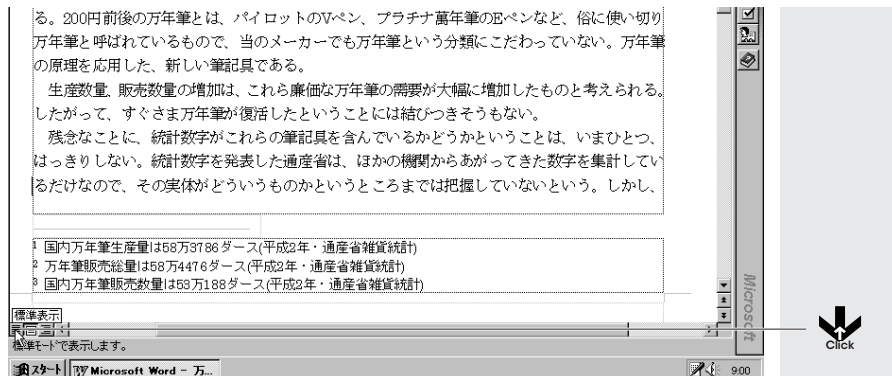 る。200円前後の万年筆とは、パイロットのVペン、プラチナ萬年筆のEペンなど、俗に使い切り
万年筆と呼ばれているもので、当のメーカーでも万年筆という分類にこだわっていない。万年筆
の原理を応用した、新しい筆記具である。
生産数量、販売数量の増加は、これら廉価な万年筆の需要が大幅に増加したものと考えられる。
したがって、すぐさま万年筆が復活したということには結びつきそうもない。
残念なことに、統計数字がこれらの筆記具を含んでいるかどうかということは、いまひとつ、
はっきりしない。統計数字を発表した通産省は、ほかの機関からあがってきた数字を集計してい
るだけなので、その実体がどういうものかというところまでは把握していないという。しかし、
1 国内万年筆生産量は58万3786ダース(平成2年・通産省雑貨統計)
2 万年筆販売総量は58万4476ダース(平成2年・通産省雑貨統計)
3 国内万年筆販売数量は53万188ダース(平成2年・通産省雑貨統計)
Microsoft
標準表示
Click
標準モードで表示します。
スタート Microsoft Word - 万... 9:00